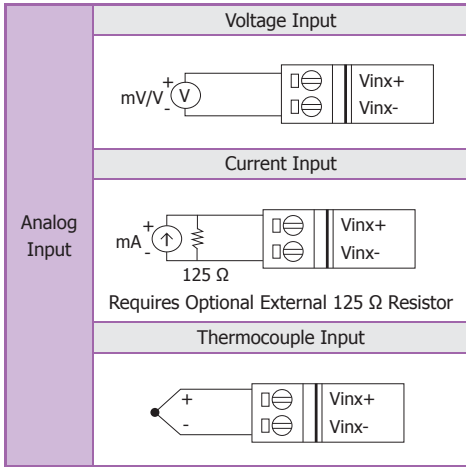 Analog
Input
Voltage Input
+
mV/V
V
-
Vinx+
Vinx-
Current Input
+
mA
-
125 Ω
Vinx+
Vinx-
Requires Optional External 125 Ω Resistor
Thermocouple Input
+
-
Vinx+
Vinx-